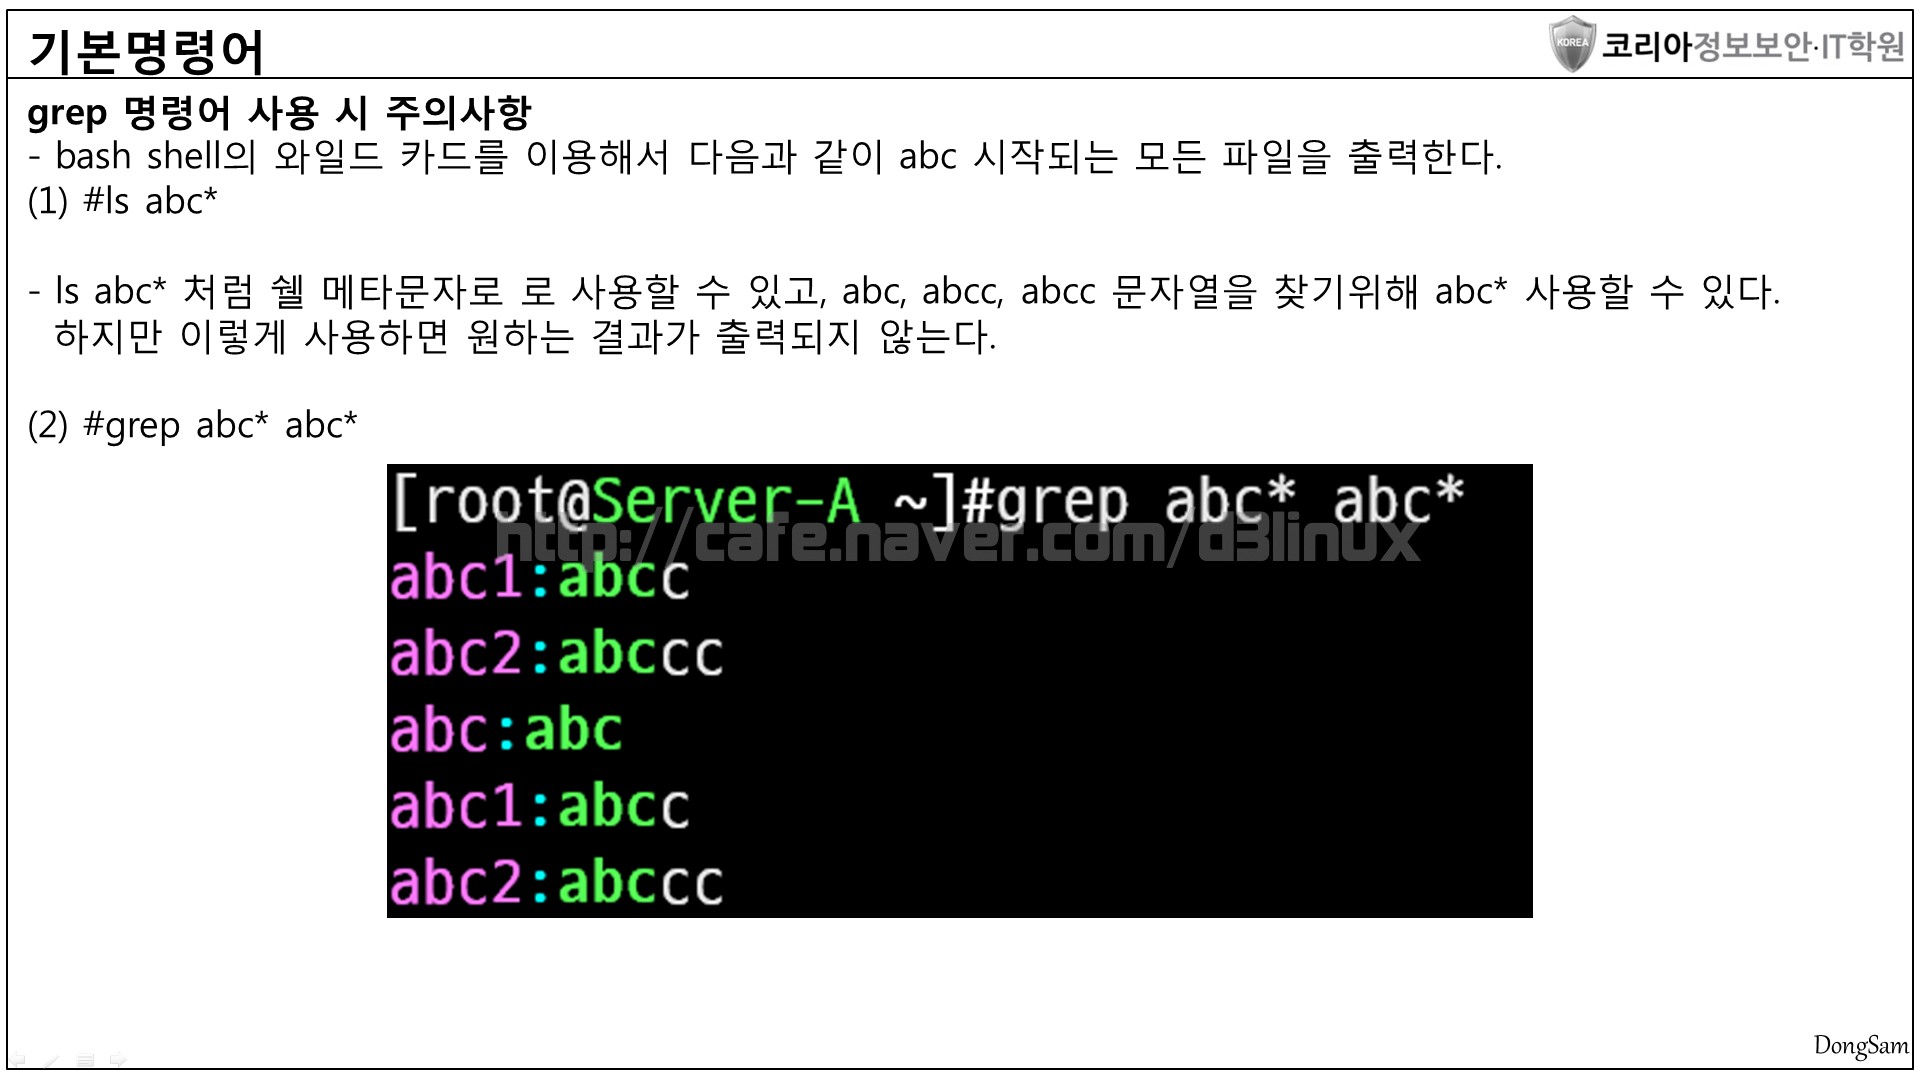 기본명령어
KOREA 코리아정보보안·IT학원
grep 명령어 사용 시 주의사항
- bash shell의 와일드 카드를 이용해서 다음과 같이 abc 시작되는 모든 파일을 출력한다.
(1) #ls abc*
- ls abc* 처럼 쉘 메타문자로 로 사용할 수 있고, abc, abcc, abcc 문자열을 찾기위해 abc* 사용할 수 있다.
하지만 이렇게 사용하면 원하는 결과가 출력되지 않는다.
(2) #grep abc* abc*
[root@Server-A ~]#grep abc* abc*
http://cafe.naver.com/d3linux
abc1:abcc
abc2:abccc
abc:abc
abc1:abcc
abc2:abccc
DongSam